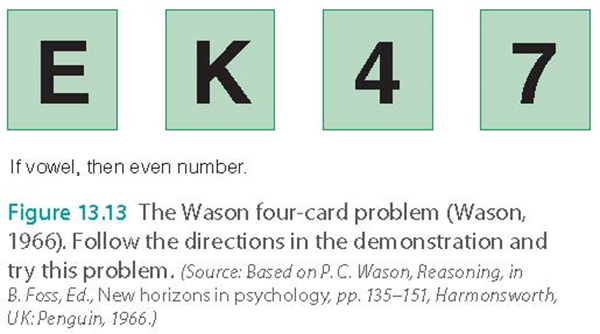 E K 4 7
If vowel, then even number.
Figure 13.13 The Wason four-card problem (Wason,
1966). Follow the directions in the demonstration and
try this problem. (Source: Based on P. C. Wason, Reasoning, in
B. Foss, Ed., New horizons in psychology, pp. 135–151, Harmonsworth,
UK: Penguin, 1966.)